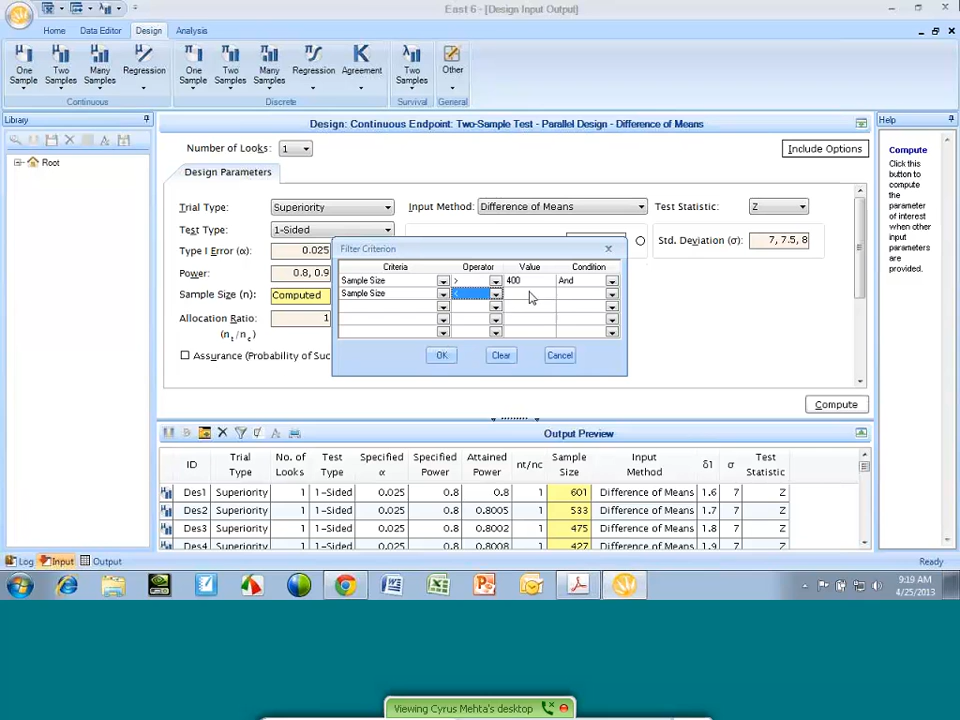 East 6 - [Design Input Output]
Home Data Editor Design Analysis
One Sample Two Samples Many Samples Regression One Sample Two Samples Many Samples Regression Agreement Two Samples Other
Continuous Discrete Survival General
Library
Root
Design: Continuous Endpoint: Two-Sample Test - Parallel Design - Difference of Means
Number of Looks: 1 Include Options
Design Parameters
Trial Type: Superiority Input Method: Difference of Means Test Statistic: Z
Test Type: 1-Sided
Type I Error (α): 0.025 Std. Deviation (σ): 7, 7.5, 8
Power: 0.8, 0.9
Sample Size (n): Computed
Allocation Ratio: 1
(nt/nc)
Assurance (Probability of Suc
Filter Criterion
Criteria Operator Value Condition
Sample Size > 400 And
Sample Size <
OK Clear Cancel
Compute
Help
Compute
Click this
button to
compute
the
parameter
of interest
when other
input
parameters
are
provided.
Output Preview
ID Trial Type No. of Looks Test Type Specified α Specified Power Attained Power nt/nc Sample Size Input Method δ1 σ Test Statistic
Des1 Superiority 1 1-Sided 0.025 0.8 0.8 1 601 Difference of Means 1.6 7 Z
Des2 Superiority 1 1-Sided 0.025 0.8 0.8005 1 533 Difference of Means 1.7 7 Z
Des3 Superiority 1 1-Sided 0.025 0.8 0.8002 1 475 Difference of Means 1.8 7 Z
Des4 Superiority 1 1-Sided 0.025 0.8 0.8008 1 427 Difference of Means 1.9 7 Z
Log Input Output Ready
9:19 AM
4/25/2013
Viewing Cyrus Mehta's desktop